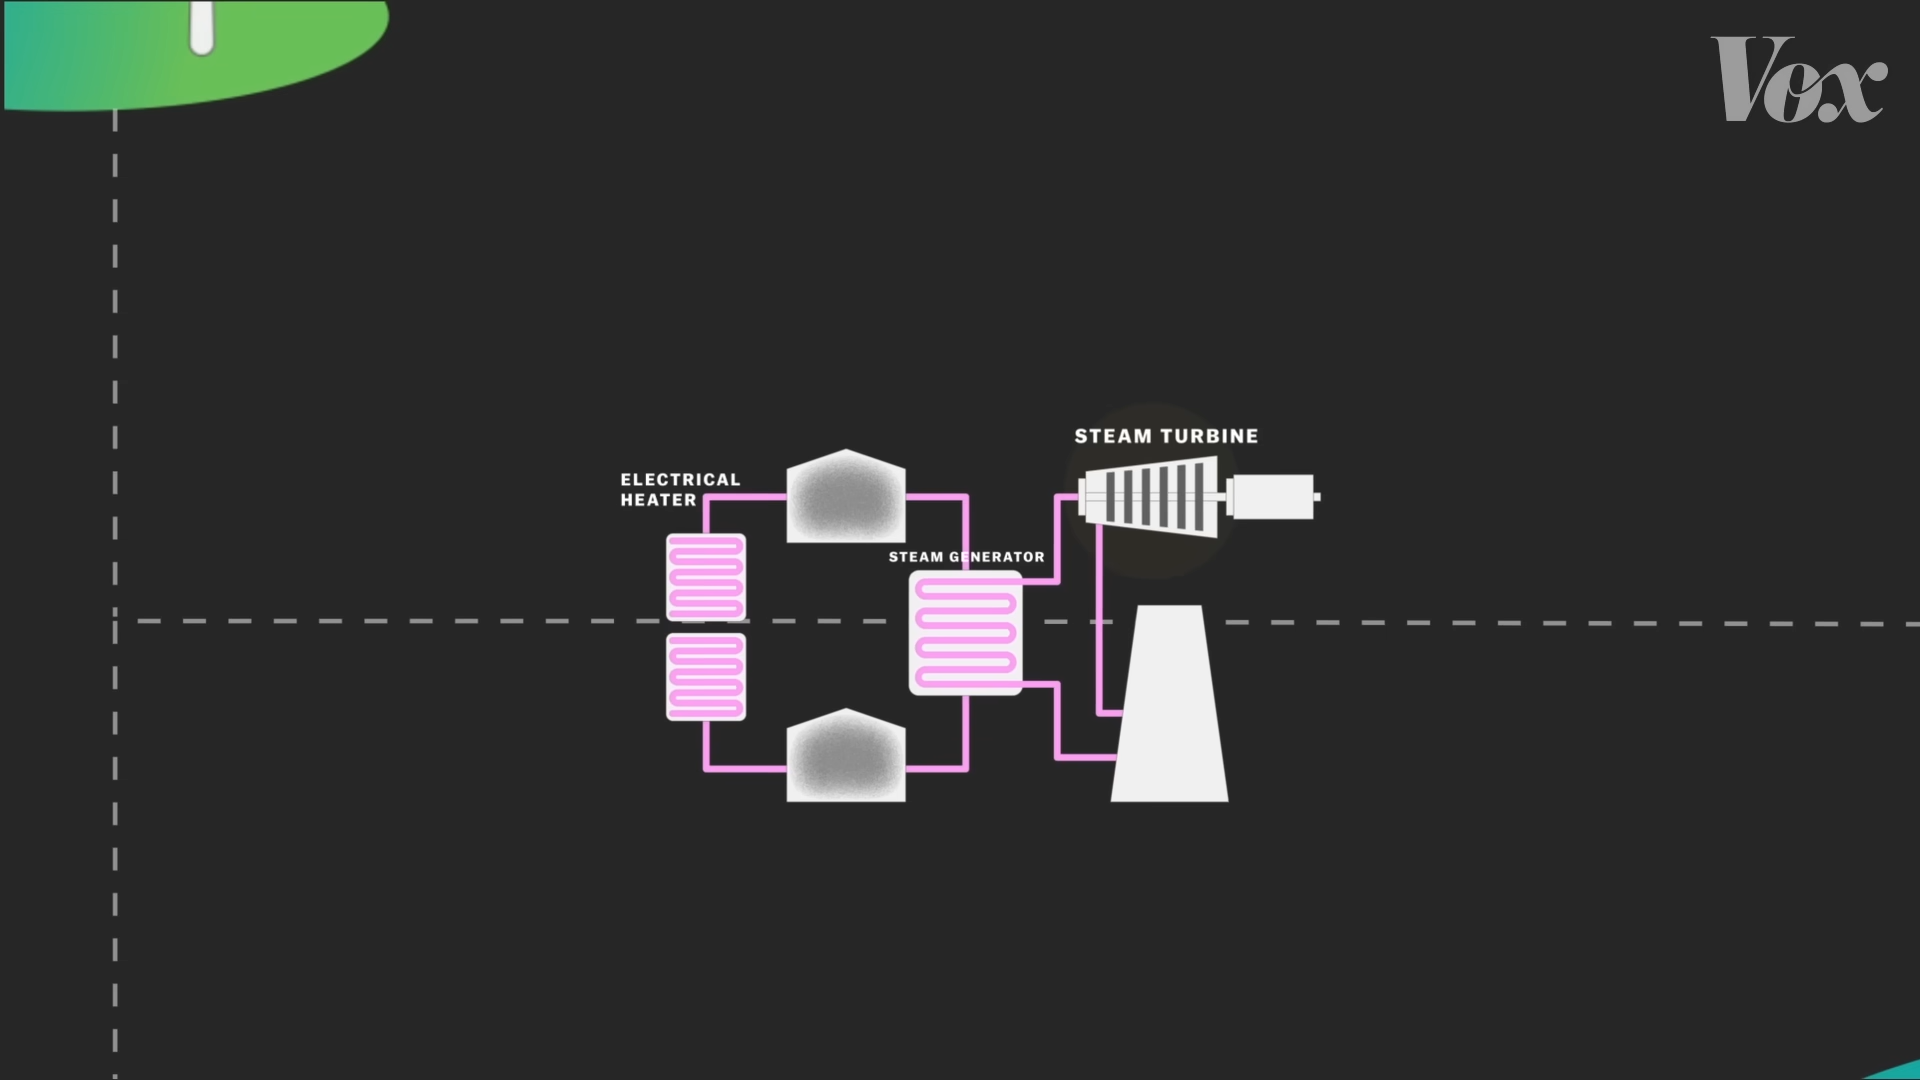 Vox
STEAM TURBINE
ELECTRICAL
HEATER
STEAM GENERATOR